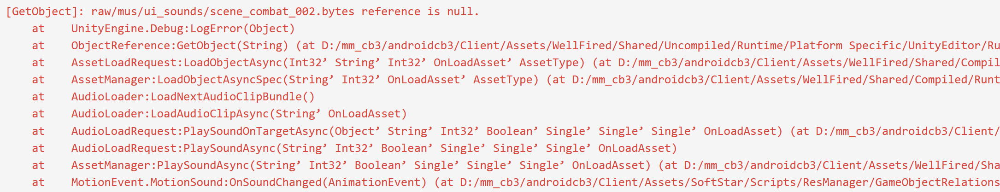 [GetObject]: raw/mus/ui_sounds/scene_combat_002.bytes reference is null.
at UnityEngine.Debug:LogError(Object)
at ObjectReference:GetObject(String) (at D:/mm_cb3/androidcb3/Client/Assets/WellFired/Shared/Uncompiled/Runtime/Platform Specific/UnityEditor/Ru
at AssetLoadRequest:LoadObjectAsync(Int32’ String’ Int32’ OnLoadAsset’ AssetType) (at D:/mm_cb3/androidcb3/Client/Assets/WellFired/Shared/Compil
at AssetManager:LoadObjectAsyncSpec(String’ Int32’ OnLoadAsset’ AssetType) (at D:/mm_cb3/androidcb3/Client/Assets/WellFired/Shared/Compiled/Runt
at AudioLoader:LoadNextAudioClipBundle()
at AudioLoader:LoadAudioClipAsync(String’ OnLoadAsset)
at AudioLoadRequest:PlaySoundOnTargetAsync(Object’ String’ Int32’ Boolean’ Single’ Single’ Single’ OnLoadAsset) (at D:/mm_cb3/androidcb3/Client/
at AudioLoadRequest:PlaySoundAsync(String’ Int32’ Boolean’ Single’ Single’ Single’ OnLoadAsset)
at AssetManager:PlaySoundAsync(String’ Int32’ Boolean’ Single’ Single’ Single’ OnLoadAsset) (at D:/mm_cb3/androidcb3/Client/Assets/WellFired/Sha
at MotionEvent.MotionSound:OnSoundChanged(AnimationEvent) (at D:/mm_cb3/androidcb3/Client/Assets/SoftStar/Scripts/ResManager/GameObjectRelations